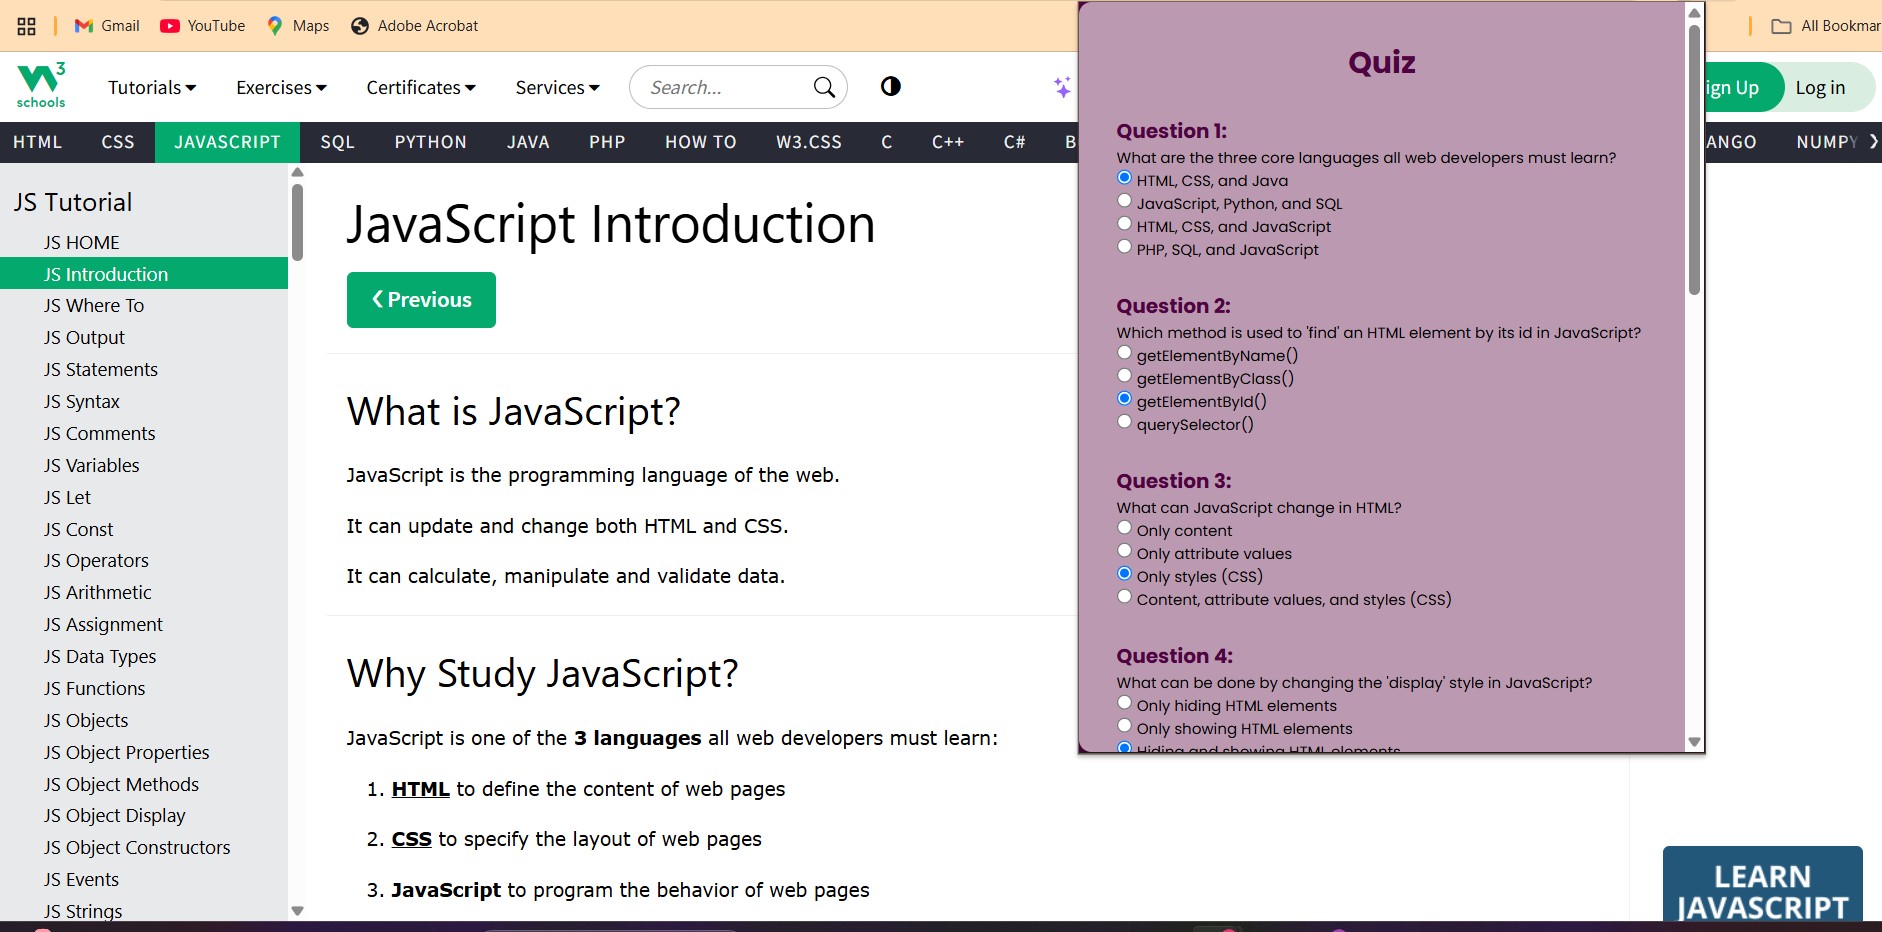 Gmail
YouTube
Maps
Adobe Acrobat
All Bookmar
W3
schools
Tutorials
Exercises
Certificates
Services
Search...
ign Up
Log in
HTML
CSS
JAVASCRIPT
SQL
PYTHON
JAVA
PHP
HOW TO
W3.CSS
C
C++
C#
B
ANGO
NUMPY
JS Tutorial
JS HOME
JS Introduction
JS Where To
JS Output
JS Statements
JS Syntax
JS Comments
JS Variables
JS Let
JS Const
JS Operators
JS Arithmetic
JS Assignment
JS Data Types
JS Functions
JS Objects
JS Object Properties
JS Object Methods
JS Object Display
JS Object Constructors
JS Events
JS Strings
JavaScript Introduction
❮ Previous
What is JavaScript?
JavaScript is the programming language of the web.
It can update and change both HTML and CSS.
It can calculate, manipulate and validate data.
Why Study JavaScript?
JavaScript is one of the 3 languages all web developers must learn:
1. HTML to define the content of web pages
2. CSS to specify the layout of web pages
3. JavaScript to program the behavior of web pages
Quiz
Question 1:
What are the three core languages all web developers must learn?
HTML, CSS, and Java
JavaScript, Python, and SQL
HTML, CSS, and JavaScript
PHP, SQL, and JavaScript
Question 2:
Which method is used to 'find' an HTML element by its id in JavaScript?
getElementByName()
getElementByClass()
getElementById()
querySelector()
Question 3:
What can JavaScript change in HTML?
Only content
Only attribute values
Only styles (CSS)
Content, attribute values, and styles (CSS)
Question 4:
What can be done by changing the 'display' style in JavaScript?
Only hiding HTML elements
Only showing HTML elements
Hiding and showing HTML elements
LEARN
JAVASCRIPT